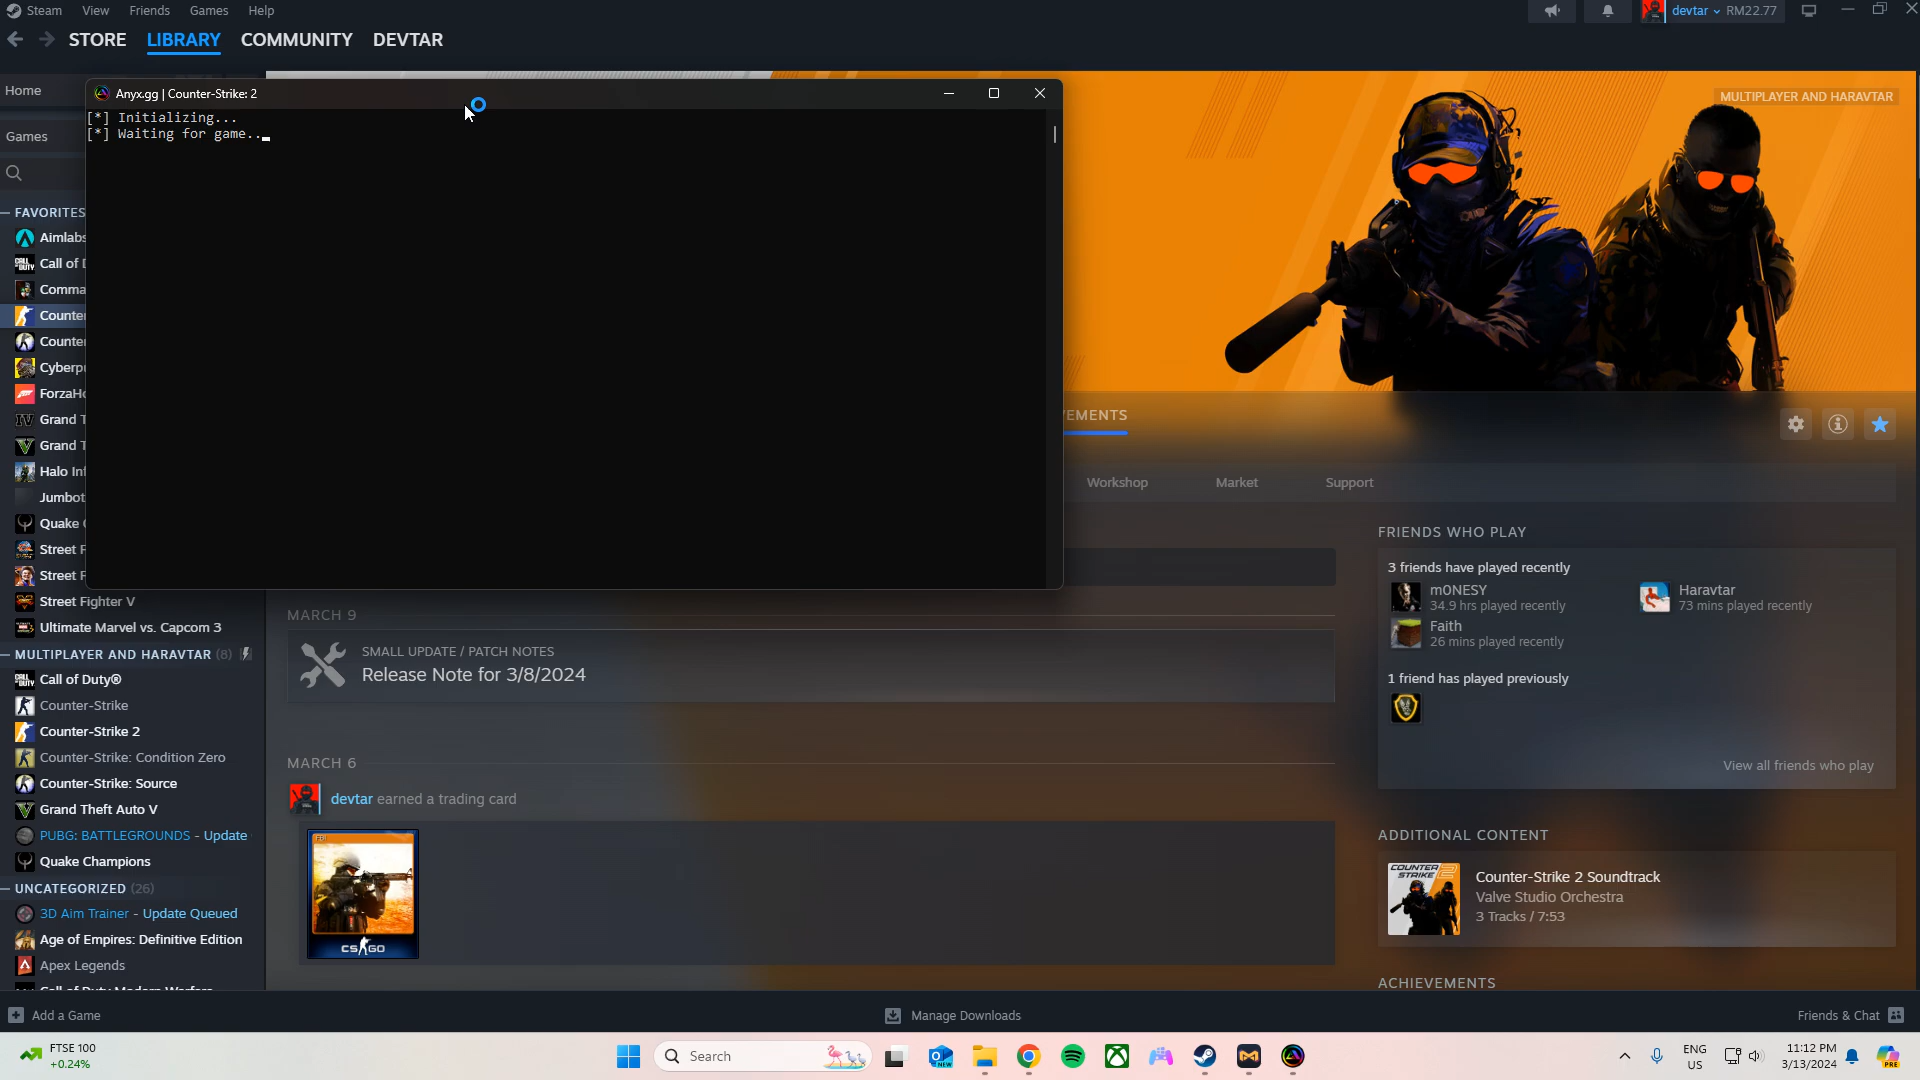 Steam View Friends Games Help
devtar RM22.77
STORE LIBRARY COMMUNITY DEVTAR
Home
Games
Anyx.gg | Counter-Strike: 2
[*] Initializing...
[*] Waiting for game..
MULTIPLAYER AND HARAVTAR
FAVORITES
Aimlabs
Call of D
Comma
Counter
Counter
Cyberpu
ForzaHo
Grand T
Grand T
Halo Inf
Jumbot
Quake C
Street F
Street F
Street Fighter V
Ultimate Marvel vs. Capcom 3
MULTIPLAYER AND HARAVTAR (8)
Call of Duty®
Counter-Strike
Counter-Strike 2
Counter-Strike: Condition Zero
Counter-Strike: Source
Grand Theft Auto V
PUBG: BATTLEGROUNDS - Update
Quake Champions
UNCATEGORIZED (26)
3D Aim Trainer - Update Queued
Age of Empires: Definitive Edition
Apex Legends
Call of Duty: Modern Warfare
VEMENTS
Workshop Market Support
MARCH 9
SMALL UPDATE / PATCH NOTES
Release Note for 3/8/2024
MARCH 6
devtar earned a trading card
CS GO
FRIENDS WHO PLAY
3 friends have played recently
m0NESY
34.9 hrs played recently
Haravtar
73 mins played recently
Faith
26 mins played recently
1 friend has played previously
View all friends who play
ADDITIONAL CONTENT
COUNTER
STRIKE 2
Counter-Strike 2 Soundtrack
Valve Studio Orchestra
3 Tracks / 7:53
ACHIEVEMENTS
Add a Game
Manage Downloads
Friends & Chat
FTSE 100
+0.24%
Search
ENG
US
11:12 PM
3/13/2024